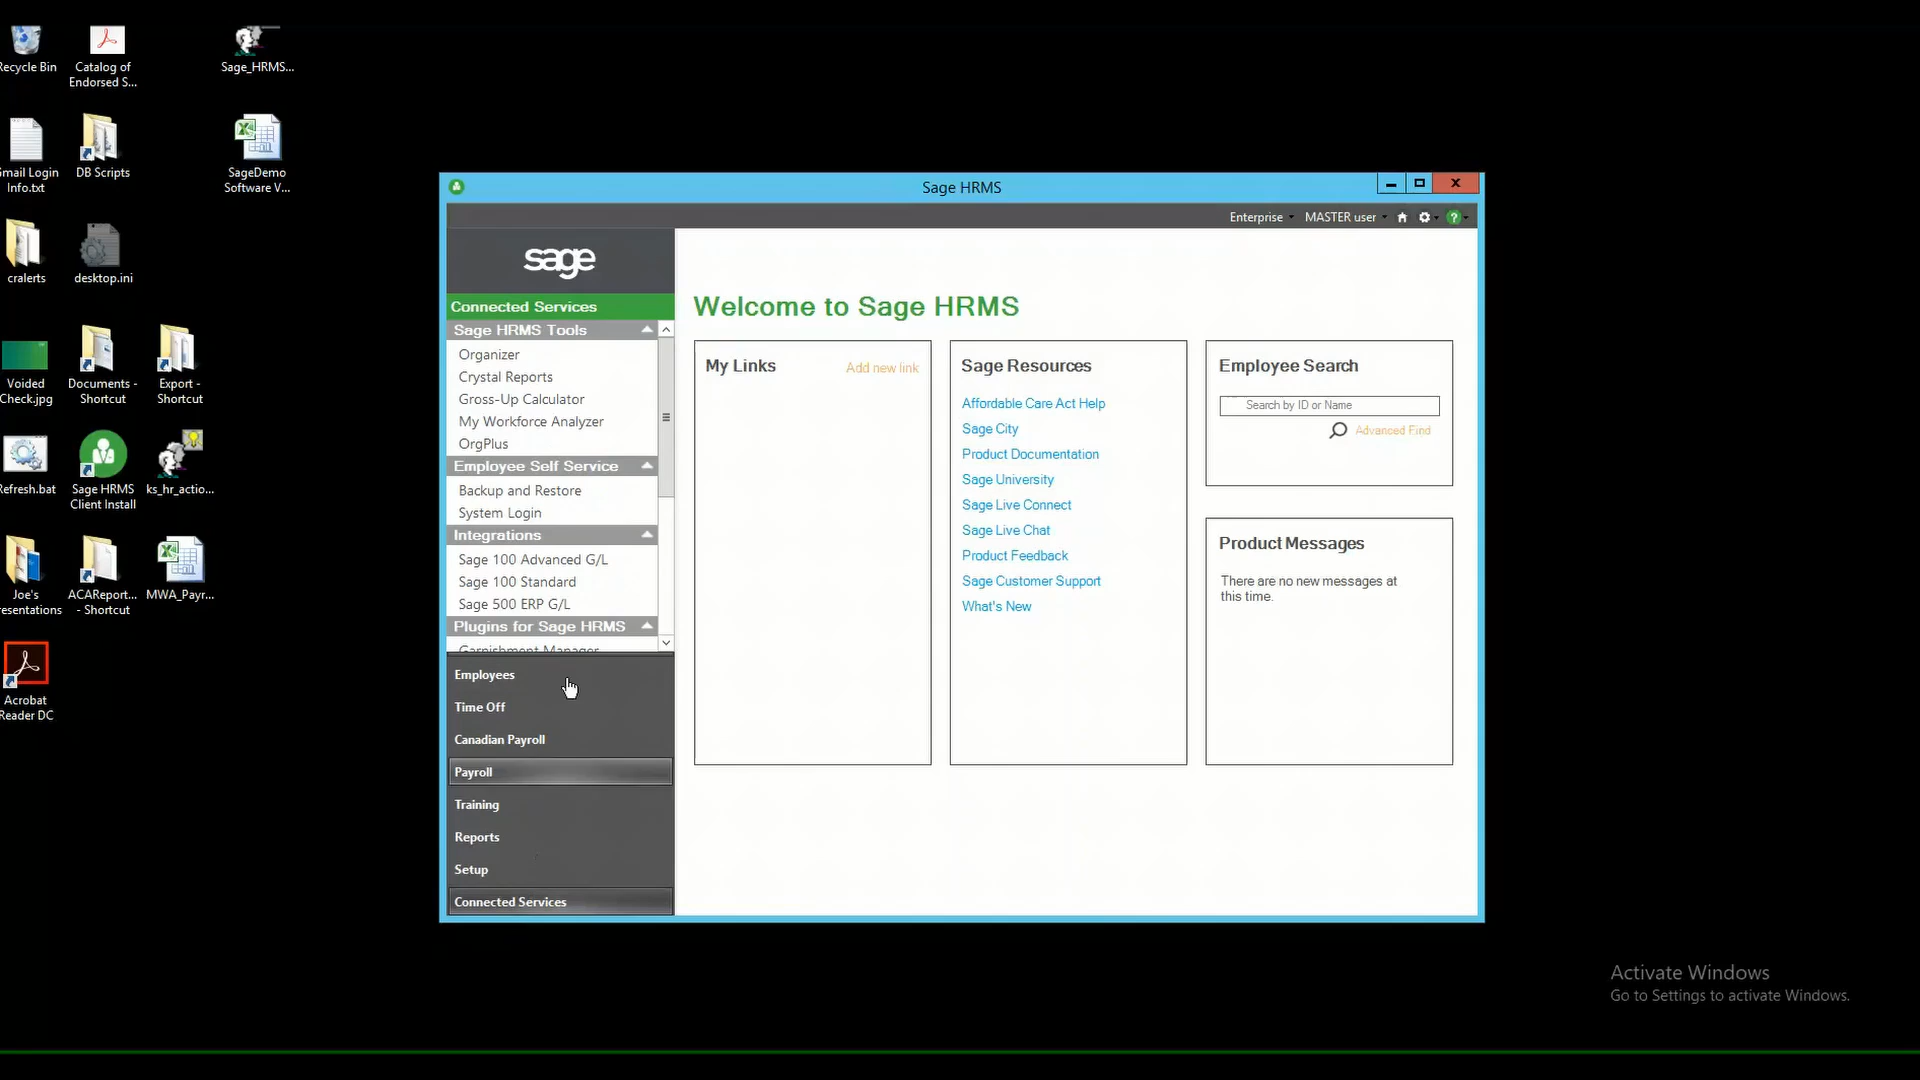 Recycle Bin
Catalog of
Endorsed S...
Sage_HRMS...
Gmail Login
Info.txt
DB Scripts
SageDemo
Software V...
cralerts
desktop.ini
Voided
Check.jpg
Documents -
Shortcut
Export -
Shortcut
Refresh.bat
Sage HRMS
Client Install
ks_hr_actio...
Joe's
resentations
ACAReport...
- Shortcut
MWA_Payr...
Acrobat
Reader DC
Sage HRMS
Enterprise
MASTER user
?
sage
Connected Services
Sage HRMS Tools
Organizer
Crystal Reports
Gross-Up Calculator
My Workforce Analyzer
OrgPlus
Employee Self Service
Backup and Restore
System Login
Integrations
Sage 100 Advanced G/L
Sage 100 Standard
Sage 500 ERP G/L
Plugins for Sage HRMS
Garnishment Manager
Employees
Time Off
Canadian Payroll
Payroll
Training
Reports
Setup
Connected Services
Welcome to Sage HRMS
My Links
Add new link
Sage Resources
Affordable Care Act Help
Sage City
Product Documentation
Sage University
Sage Live Connect
Sage Live Chat
Product Feedback
Sage Customer Support
What's New
Employee Search
Search by ID or Name
Advanced Find
Product Messages
There are no new messages at
this time.
Activate Windows
Go to Settings to activate Windows.